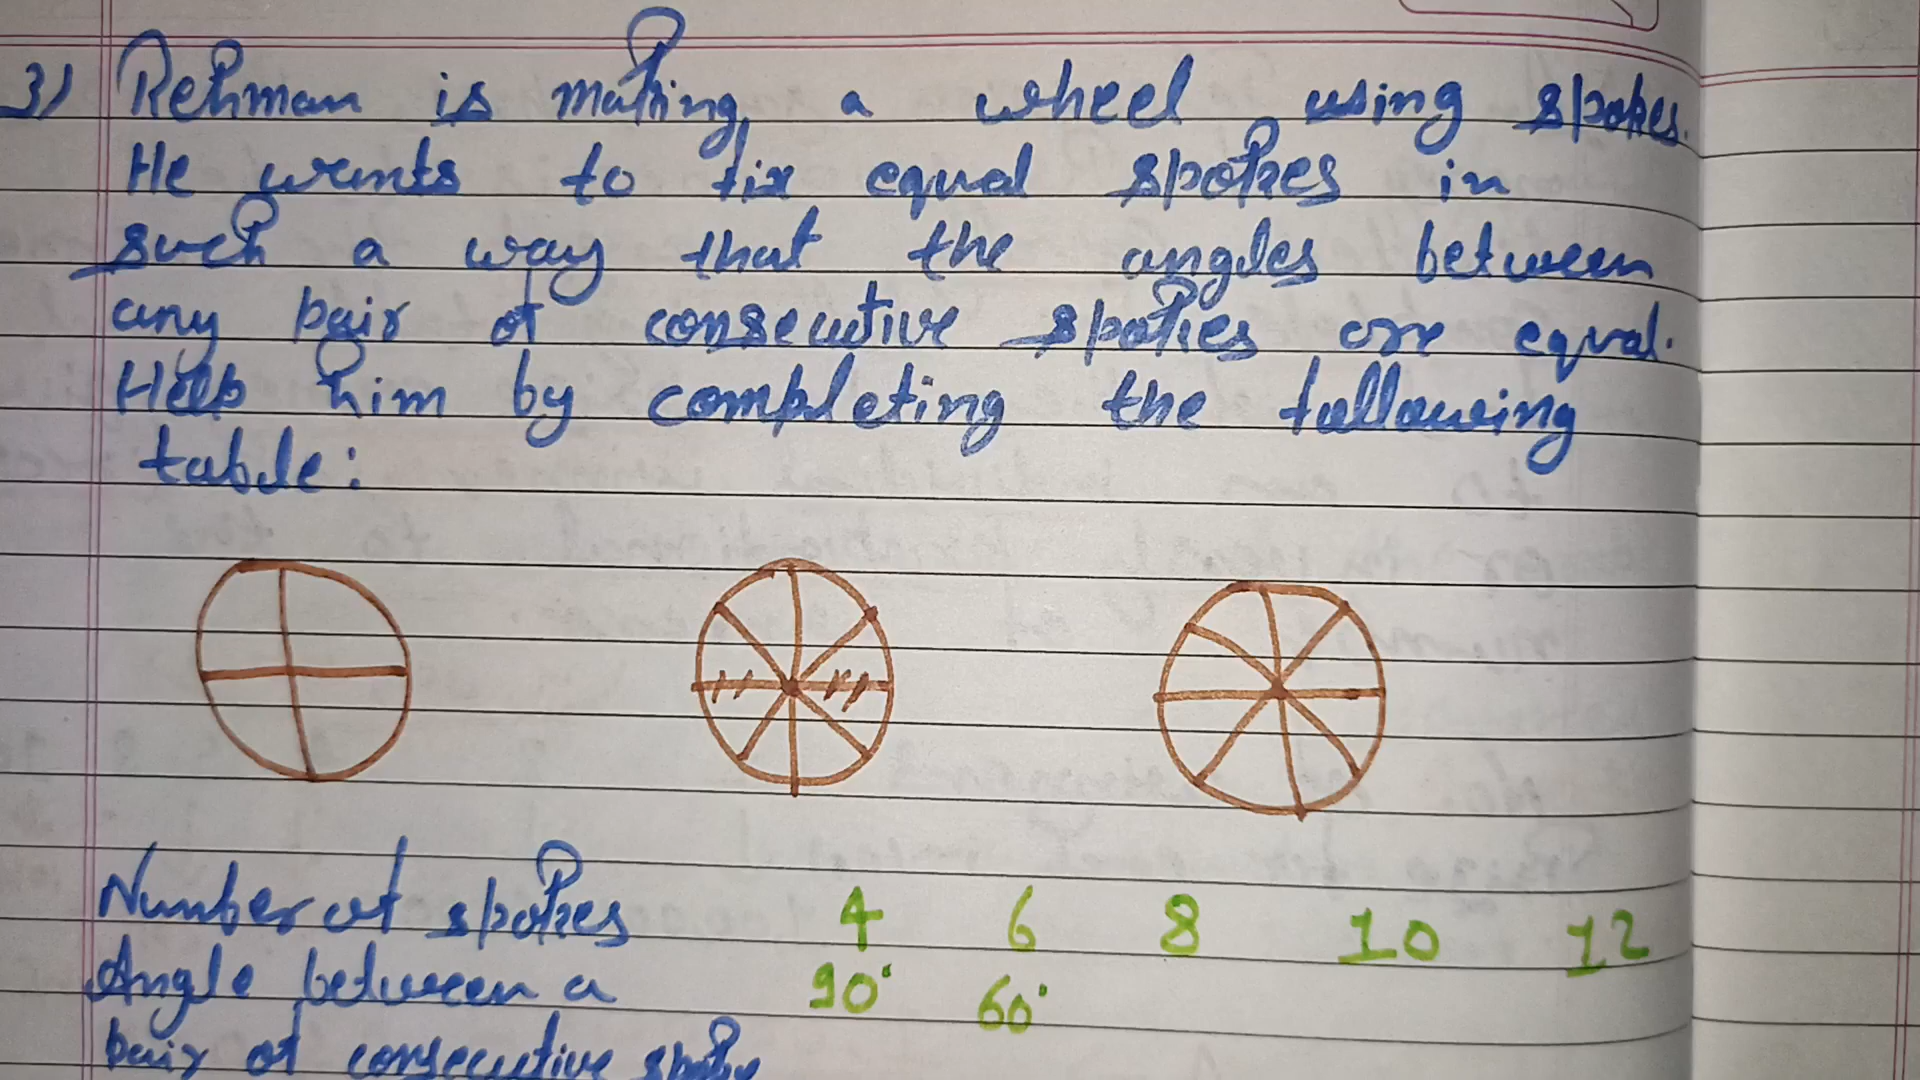 3) Rehman is making a wheel using spokes.
He wants to fix equal spokes in
such a way that the angles between
any pair of consecutive spokes are equal.
Help him by completing the following
table:
Number of spokes 4 6 8 10 12
Angle between a 90° 60°
pair of consecutive spokes